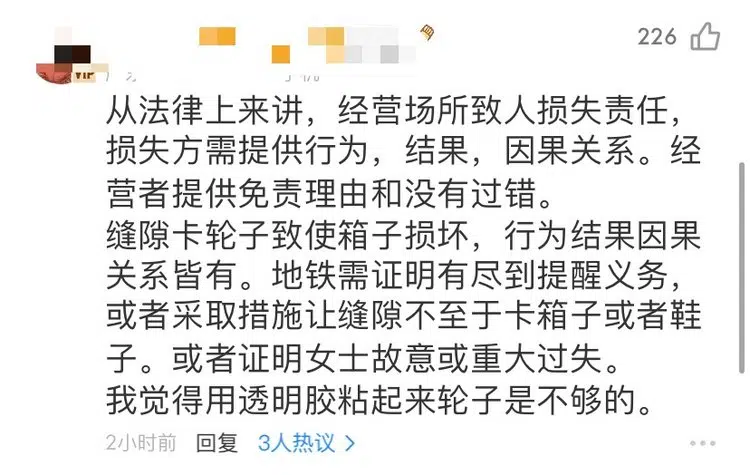 226
VIP
从法律上来讲，经营场所致人损失责任，
损失方需提供行为，结果，因果关系。经
营者提供免责理由和没有过错。
缝隙卡轮子致使箱子损坏，行为结果因果
关系皆有。地铁需证明有尽到提醒义务，
或者采取措施让缝隙不至于卡箱子或者鞋
子。或者证明女士故意或重大过失。
我觉得用透明胶粘起来轮子是不够的。
2小时前 回复 3人热议 >